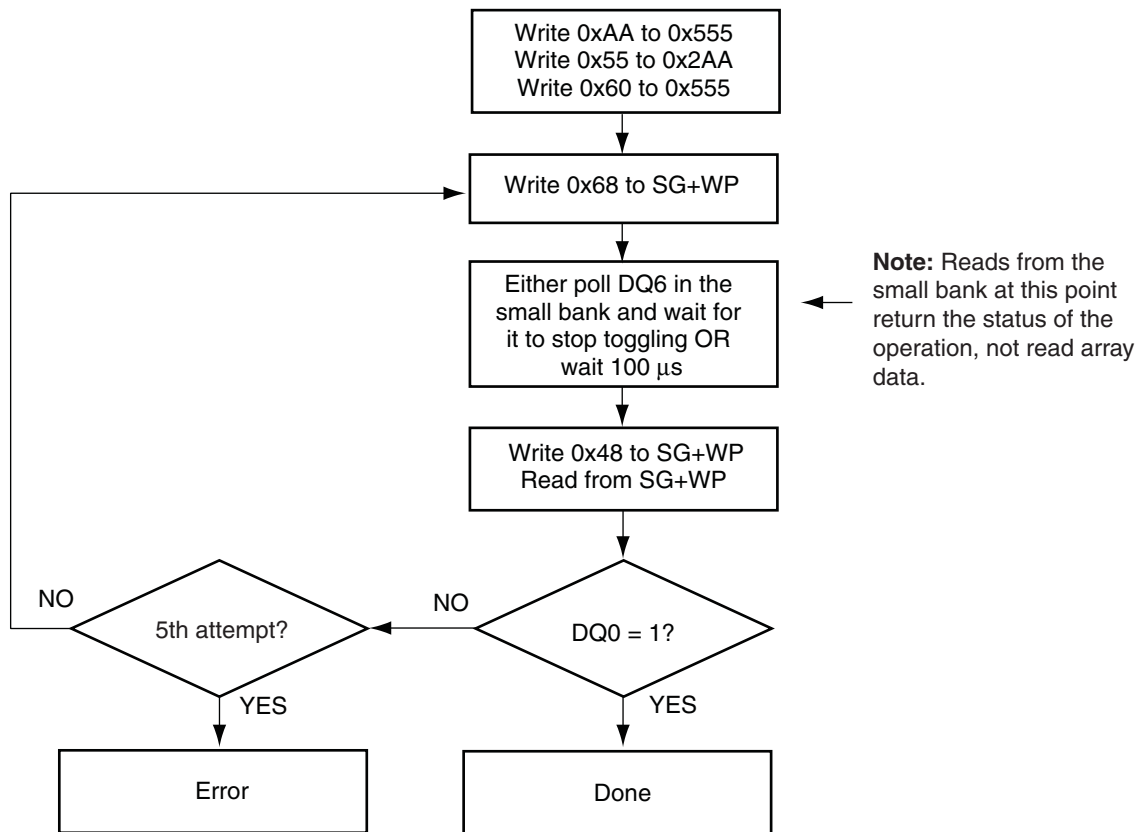 Write 0xAA to 0x555
Write 0x55 to 0x2AA
Write 0x60 to 0x555
Write 0x68 to SG+WP
Either poll DQ6 in the
small bank and wait for
it to stop toggling OR
wait 100 μs
Note: Reads from the
small bank at this point
return the status of the
operation, not read array
data.
Write 0x48 to SG+WP
Read from SG+WP
NO
5th attempt?
NO
DQ0 = 1?
YES
YES
Error
Done